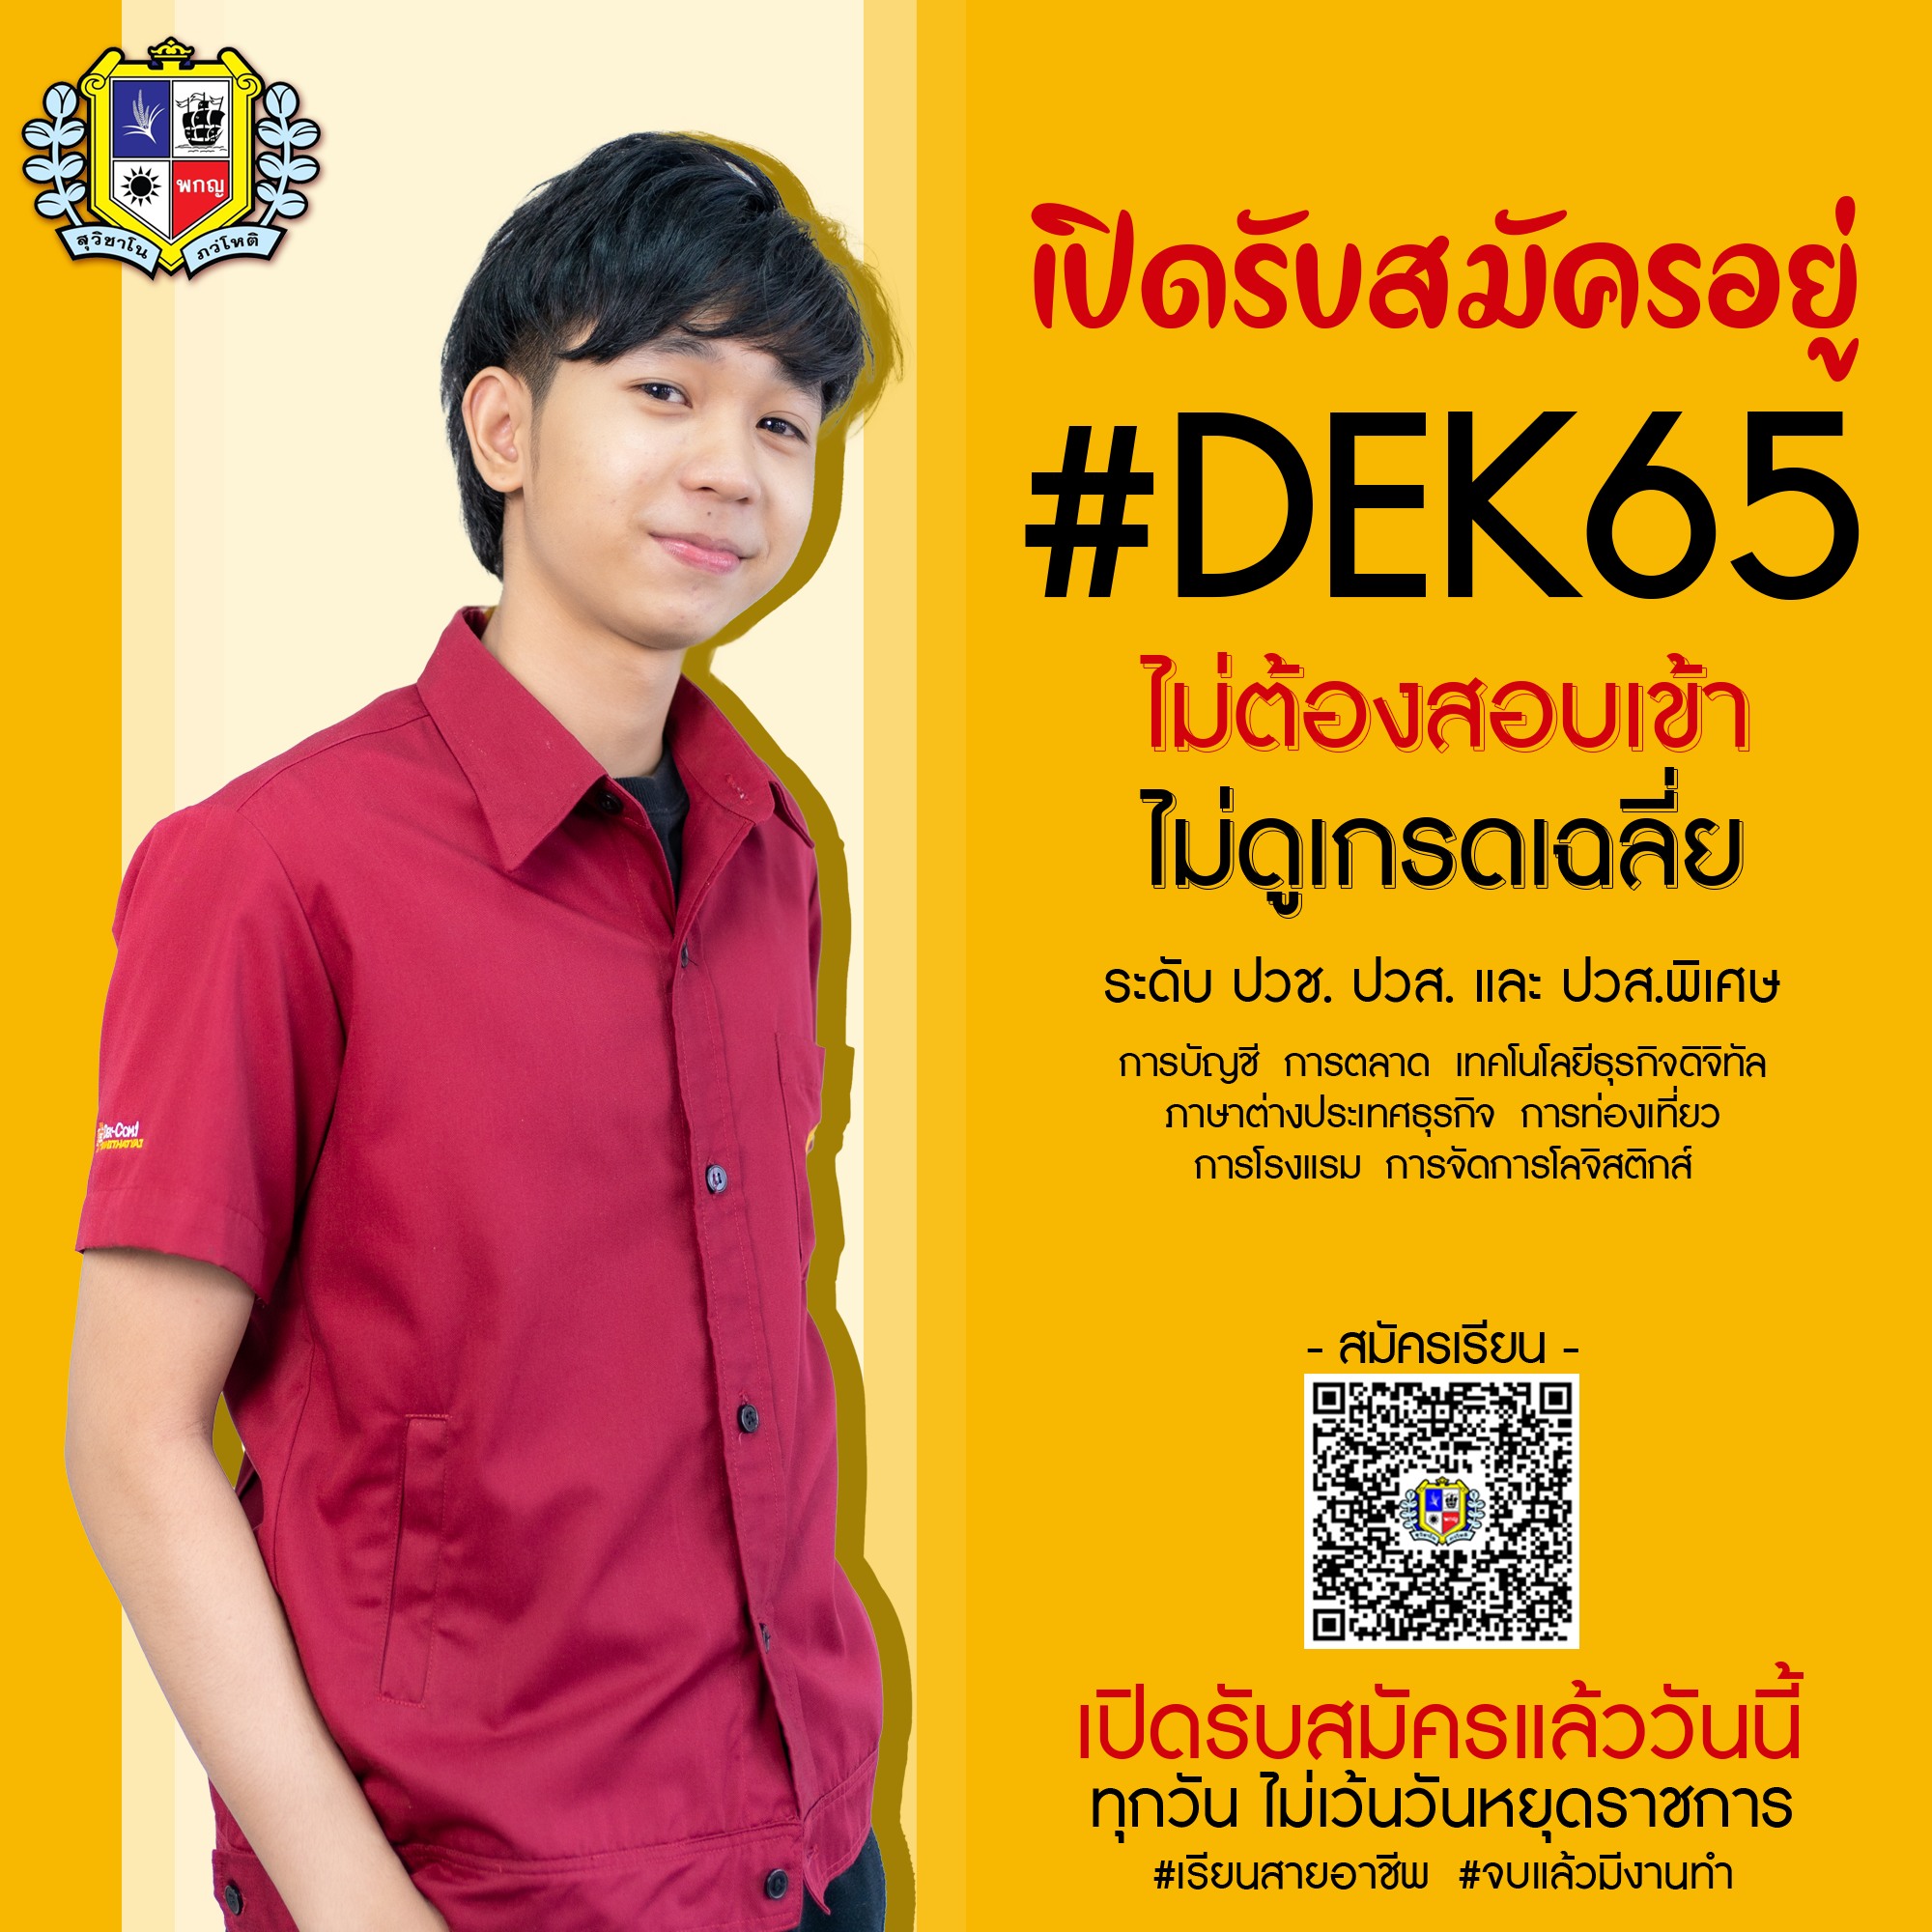 พกญ
สุวิชาโน ภวํโหติ
เปิดรับสมัครอยู่
#DEK65
ไม่ต้องสอบเข้า
ไม่ดูเกรดเฉลี่ย
ระดับ ปวช. ปวส. และ ปวส.พิเศษ
การบัญชี การตลาด เทคโนโลยีธุรกิจดิจิทัล
ภาษาต่างประเทศธุรกิจ การท่องเที่ยว
การโรงแรม การจัดการโลจิสติกส์
- สมัครเรียน -
เปิดรับสมัครแล้ววันนี้
ทุกวัน ไม่เว้นวันหยุดราชการ
#เรียนสายอาชีพ #จบแล้วมีงานทำ